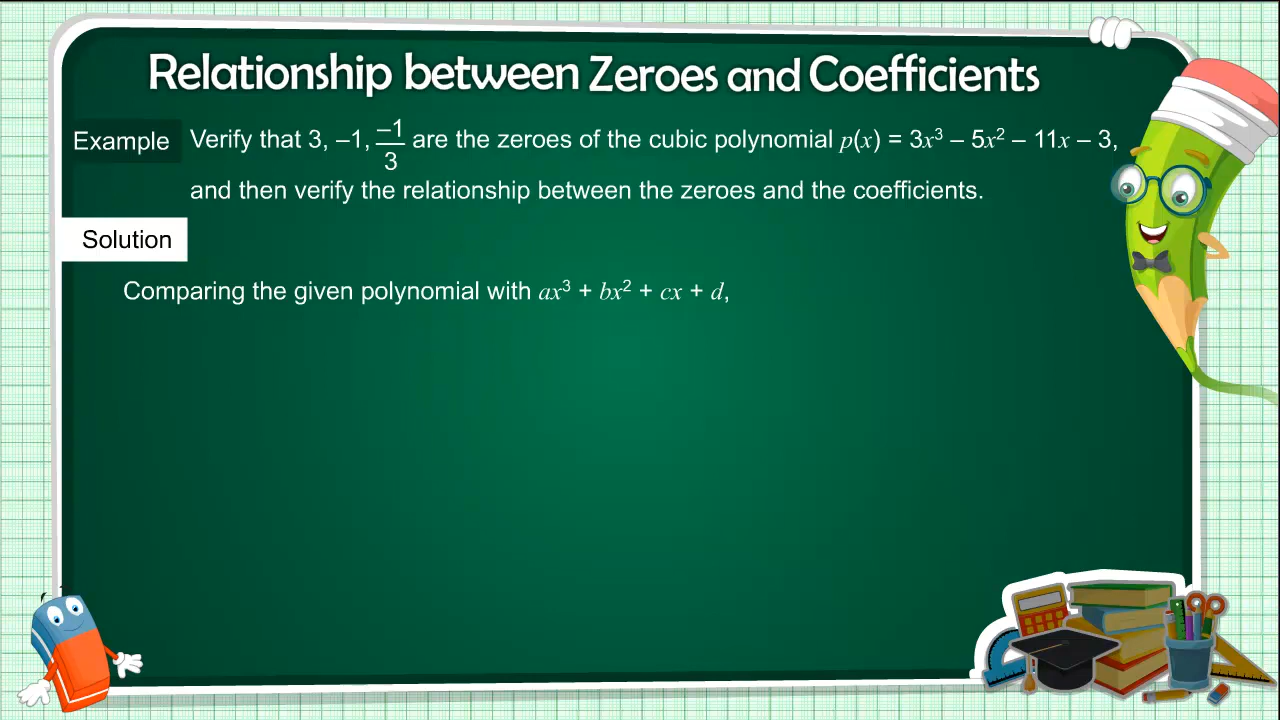 Relationship between Zeroes and Coefficients
Example Verify that 3, –1, –1/3 are the zeroes of the cubic polynomial p(x) = 3x³ – 5x² – 11x – 3,
and then verify the relationship between the zeroes and the coefficients.
Solution
Comparing the given polynomial with ax³ + bx² + cx + d,